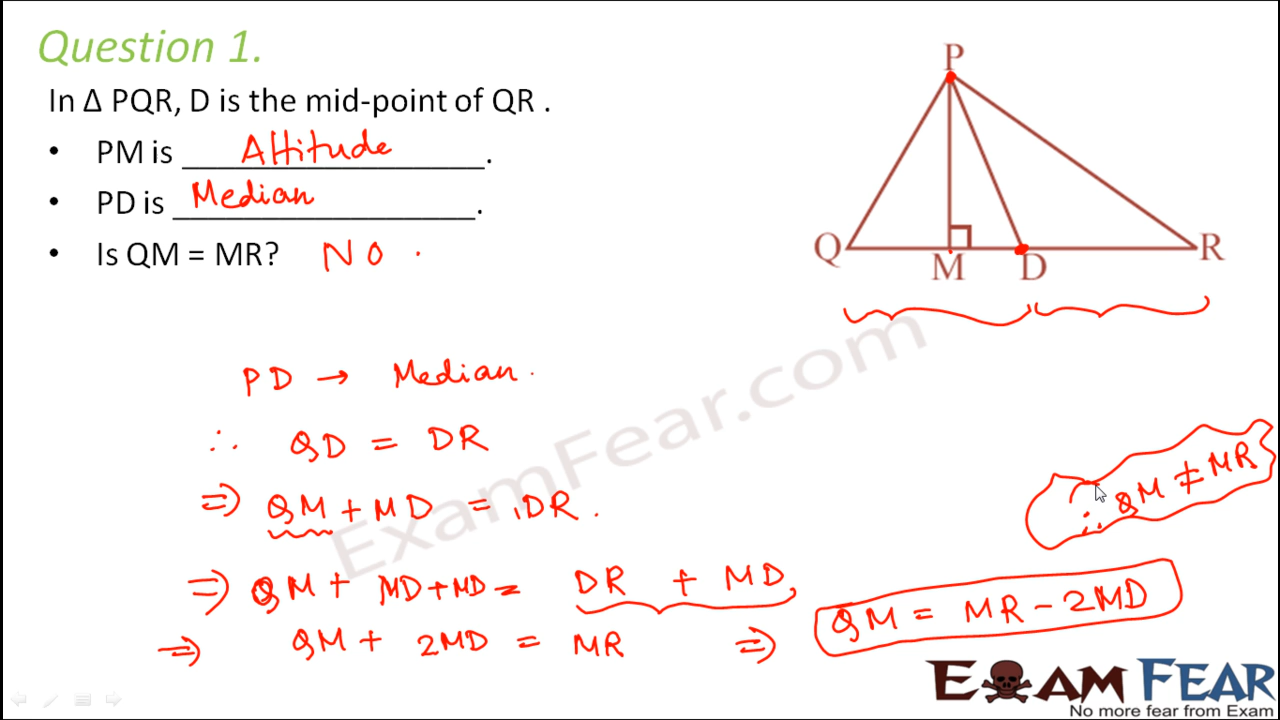 Question 1.
In Δ PQR, D is the mid-point of QR .
• PM is ____Altitude____.
• PD is Median____.
• Is QM = MR? NO .
P
Q M D R
PD → Median .
∴ QD = DR
⇒ QM + MD = DR .
⇒ QM + MD + MD = DR + MD
⇒ QM + 2MD = MR ⇒ QM = MR - 2MD
∴ QM ≠ MR
ExamFear.com
EXAM FEAR
No more fear from Exam